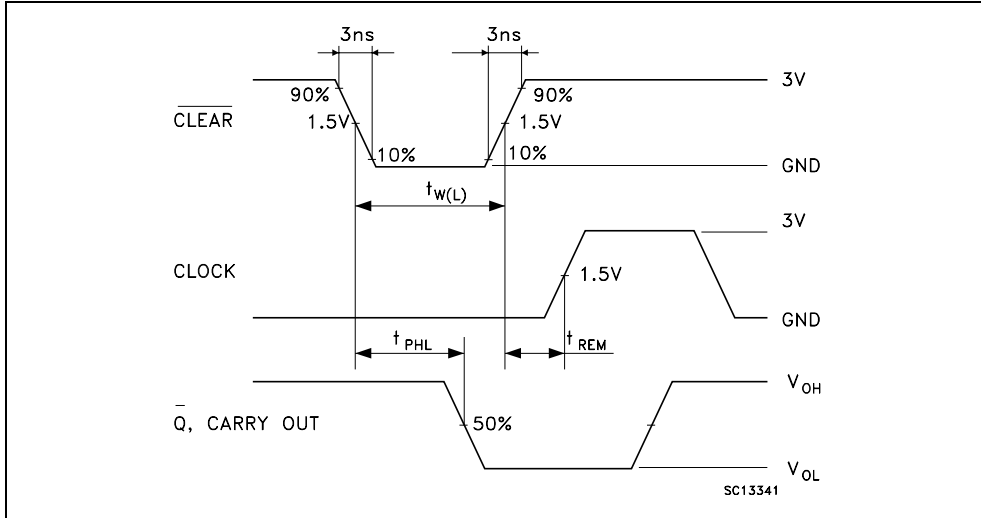 3ns 3ns
3V
90% 90%
CLEAR 1.5V 1.5V
10% 10%
GND
tW(L)
3V
CLOCK 1.5V
GND
tPHL tREM
VOH
Q, CARRY OUT 50%
VOL
SC13341